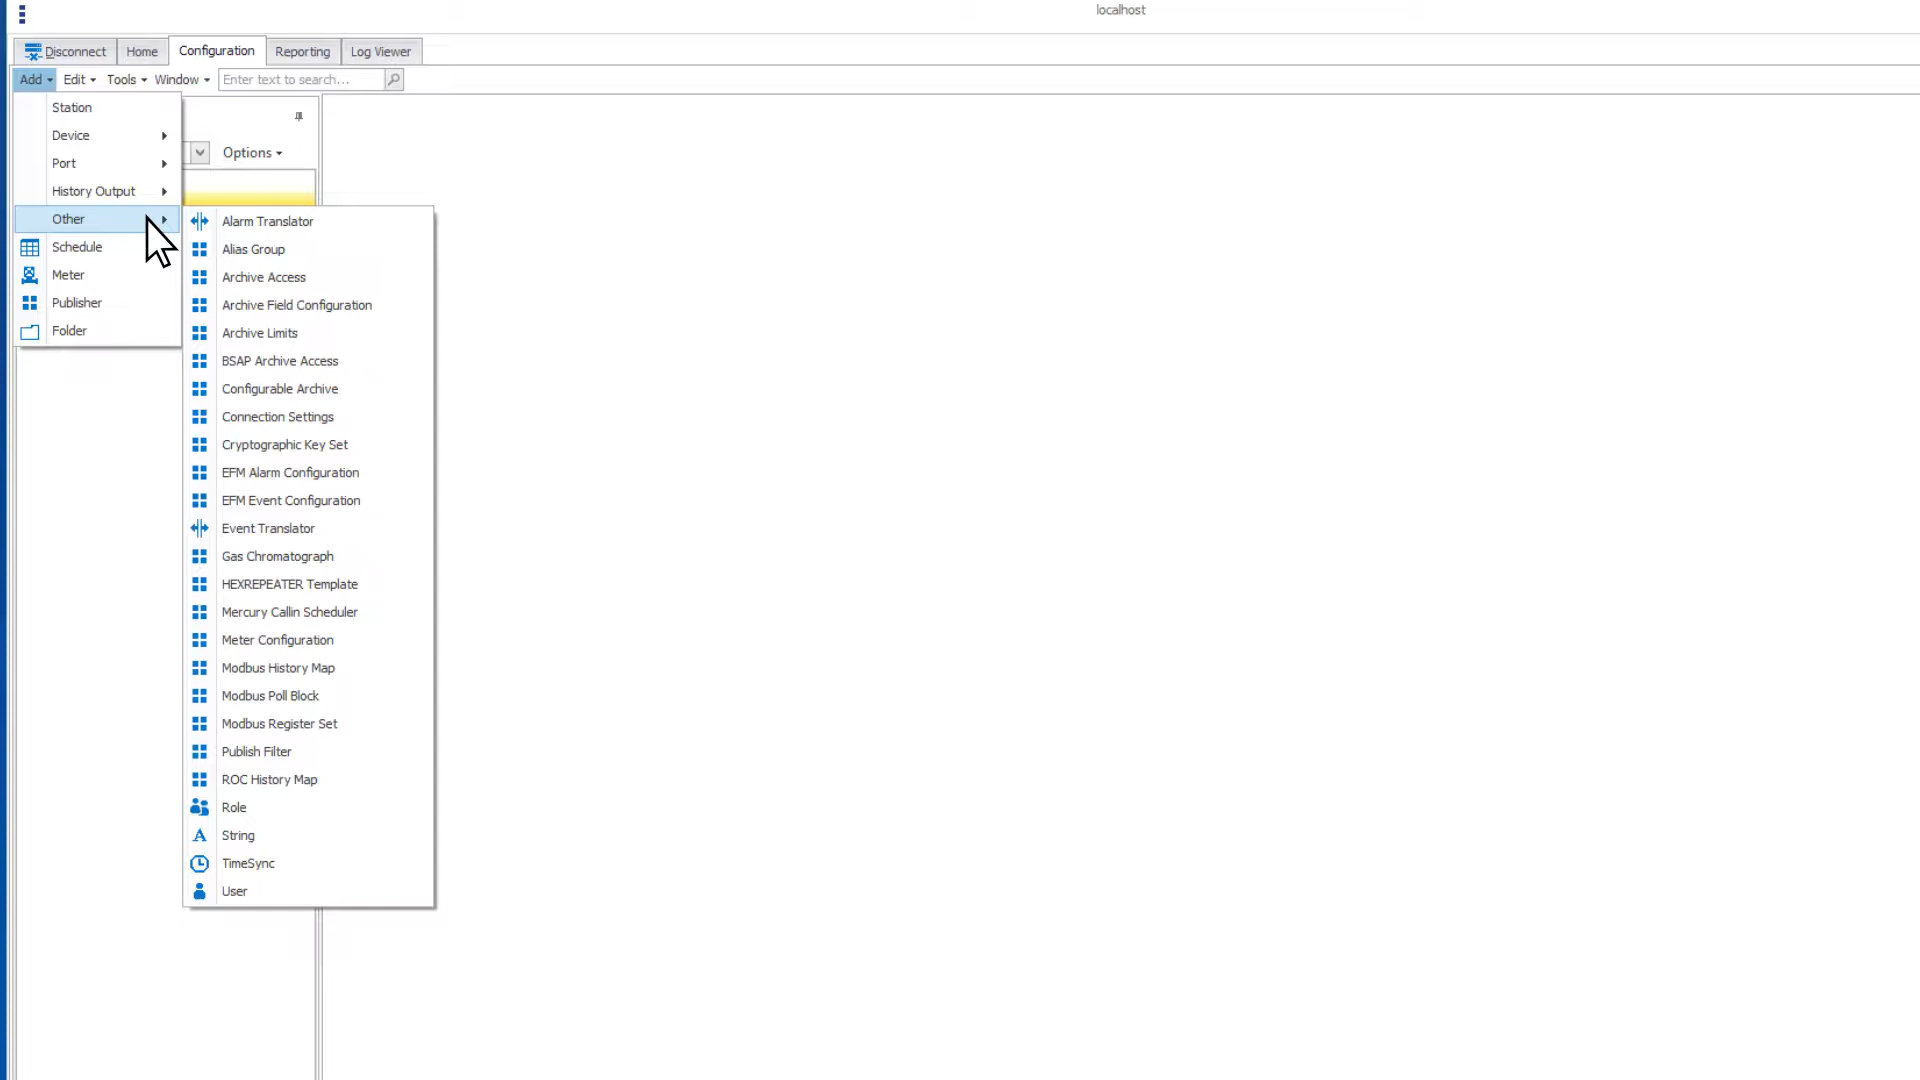 localhost
Disconnect Home Configuration Reporting Log Viewer
Add Edit Tools Window Enter text to search...
Station
Device
Options
Port
History Output
Other
Schedule
Meter
Publisher
Folder
Alarm Translator
Alias Group
Archive Access
Archive Field Configuration
Archive Limits
BSAP Archive Access
Configurable Archive
Connection Settings
Cryptographic Key Set
EFM Alarm Configuration
EFM Event Configuration
Event Translator
Gas Chromatograph
HEXREPEATER Template
Mercury Callin Scheduler
Meter Configuration
Modbus History Map
Modbus Poll Block
Modbus Register Set
Publish Filter
ROC History Map
Role
String
TimeSync
User